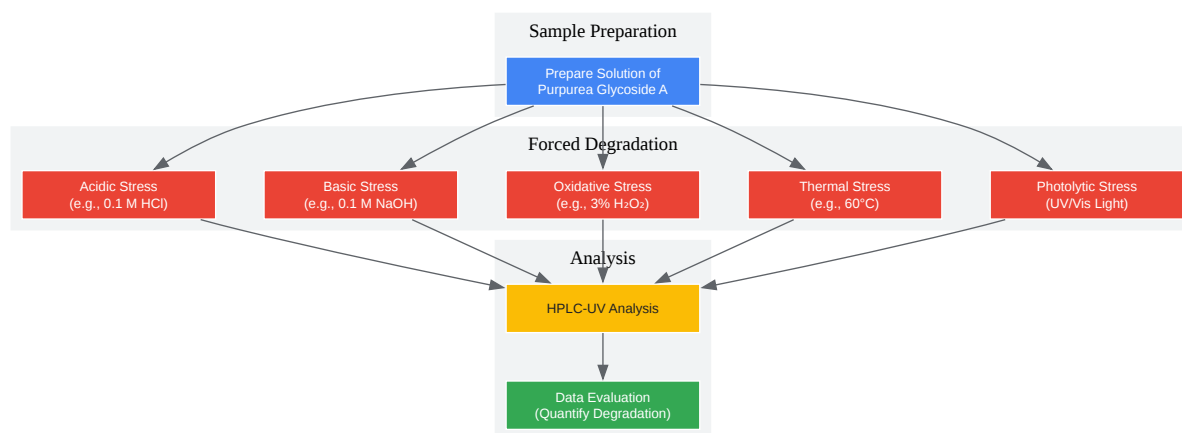 Sample Preparation
Prepare Solution of
Purpurea Glycoside A
Forced Degradation
Acidic Stress
(e.g., 0.1 M HCl)
Basic Stress
(e.g., 0.1 M NaOH)
Oxidative Stress
(e.g., 3% H₂O₂)
Thermal Stress
(e.g., 60°C)
Photolytic Stress
(UV/Vis Light)
Analysis
HPLC-UV Analysis
Data Evaluation
(Quantify Degradation)